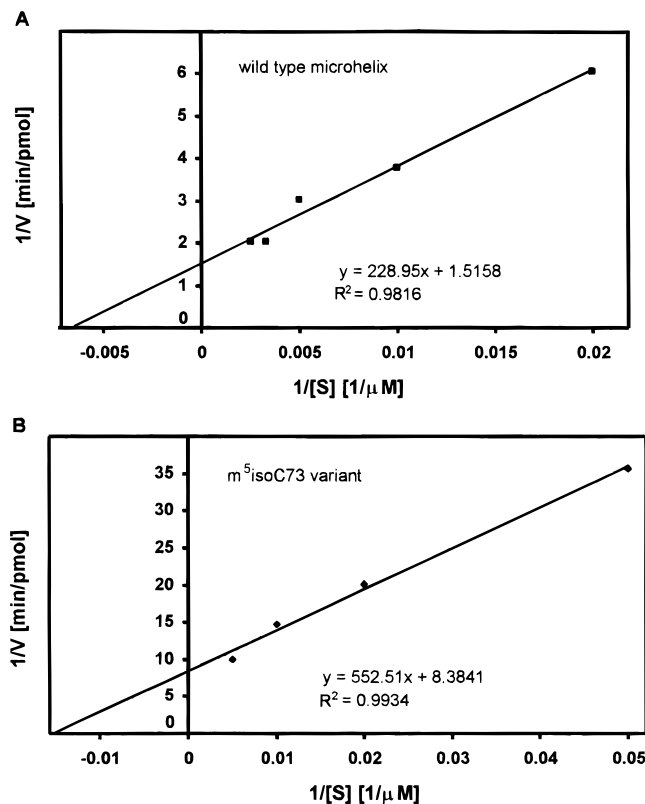 A
wild type microhelix
1/V [min/pmol]
6
4
3
2
1
0
y = 228.95x + 1.5158
R² = 0.9816
-0.005 0 0.005 0.01 0.015 0.02
1/[S] [1/μM]
B
m⁵isoC73 variant
1/V [min/pmol]
35
30
25
20
15
10
5
0
y = 552.51x + 8.3841
R² = 0.9934
-0.01 0 0.01 0.02 0.03 0.04 0.05
1/[S] [1/μM]